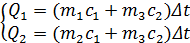 Q₁ = (m₁c₁ + m₃c₂)Δt
Q₂ = (m₂c₁ + m₃c₂)Δt